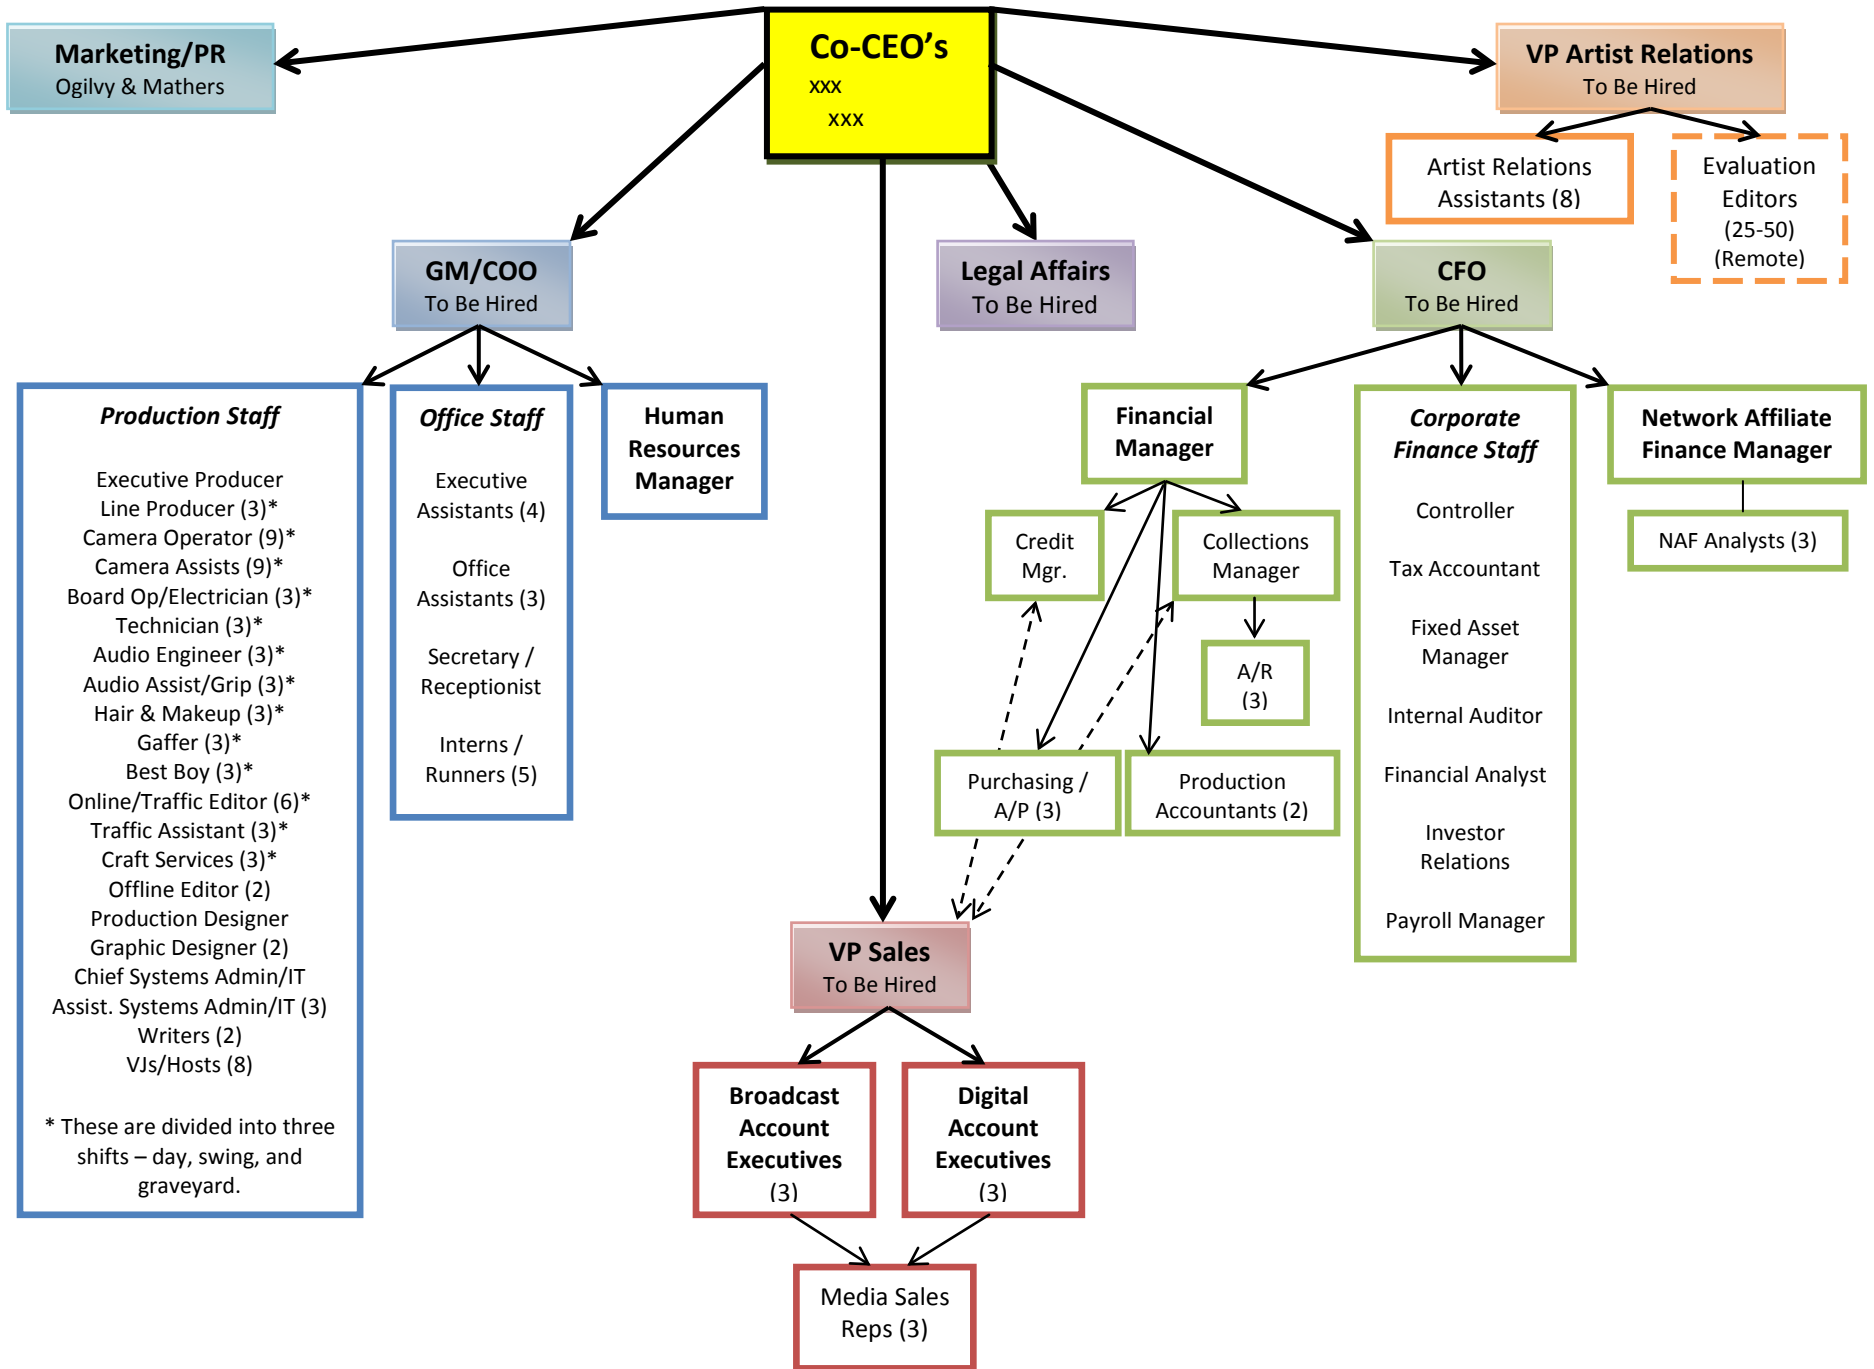 Marketing/PR
Ogilvy & Mathers
Co-CEO's
xxx
xxx
VP Artist Relations
To Be Hired
Artist Relations
Assistants (8)
Evaluation
Editors
(25-50)
(Remote)
GM/COO
To Be Hired
Legal Affairs
To Be Hired
CFO
To Be Hired
Production Staff
Executive Producer
Line Producer (3)*
Camera Operator (9)*
Camera Assists (9)*
Board Op/Electrician (3)*
Technician (3)*
Audio Engineer (3)*
Audio Assist/Grip (3)*
Hair & Makeup (3)*
Gaffer (3)*
Best Boy (3)*
Online/Traffic Editor (6)*
Traffic Assistant (3)*
Craft Services (3)*
Offline Editor (2)
Production Designer
Graphic Designer (2)
Chief Systems Admin/IT
Assist. Systems Admin/IT (3)
Writers (2)
VJs/Hosts (8)
* These are divided into three
shifts – day, swing, and
graveyard.
Office Staff
Executive
Assistants (4)
Office
Assistants (3)
Secretary /
Receptionist
Interns /
Runners (5)
Human
Resources
Manager
Financial
Manager
Credit
Mgr.
Collections
Manager
A/R
(3)
Purchasing /
A/P (3)
Production
Accountants (2)
Corporate
Finance Staff
Controller
Tax Accountant
Fixed Asset
Manager
Internal Auditor
Financial Analyst
Investor
Relations
Payroll Manager
Network Affiliate
Finance Manager
NAF Analysts (3)
VP Sales
To Be Hired
Broadcast
Account
Executives
(3)
Digital
Account
Executives
(3)
Media Sales
Reps (3)